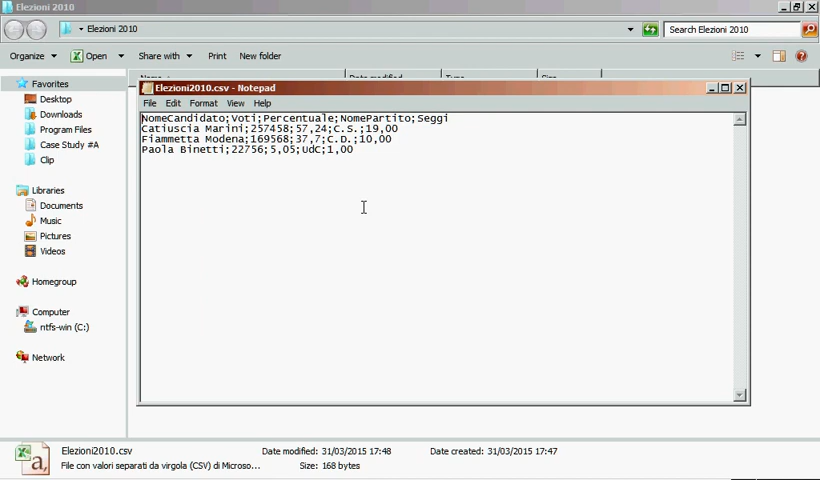 Elezioni 2010
Elezioni 2010
Search Elezioni 2010
Organize
Open
Share with
Print
New folder
Name
Date modified
Type
Size
Favorites
Desktop
Downloads
Program Files
Case Study #A
Clip
Libraries
Documents
Music
Pictures
Videos
Homegroup
Computer
ntfs-win (C:)
Network
Elezioni2010.csv - Notepad
File Edit Format View Help
NomeCandidato;Voti;Percentuale;NomePartito;Seggi
Catiuscia Marini;257458;57,24;C.S.;19,00
Fiammetta Modena;169568;37,7;C.D.;10,00
Paola Binetti;22756;5,05;UdC;1,00
Elezioni2010.csv
File con valori separati da virgola (CSV) di Microso...
Date modified: 31/03/2015 17:48
Size: 168 bytes
Date created: 31/03/2015 17:47